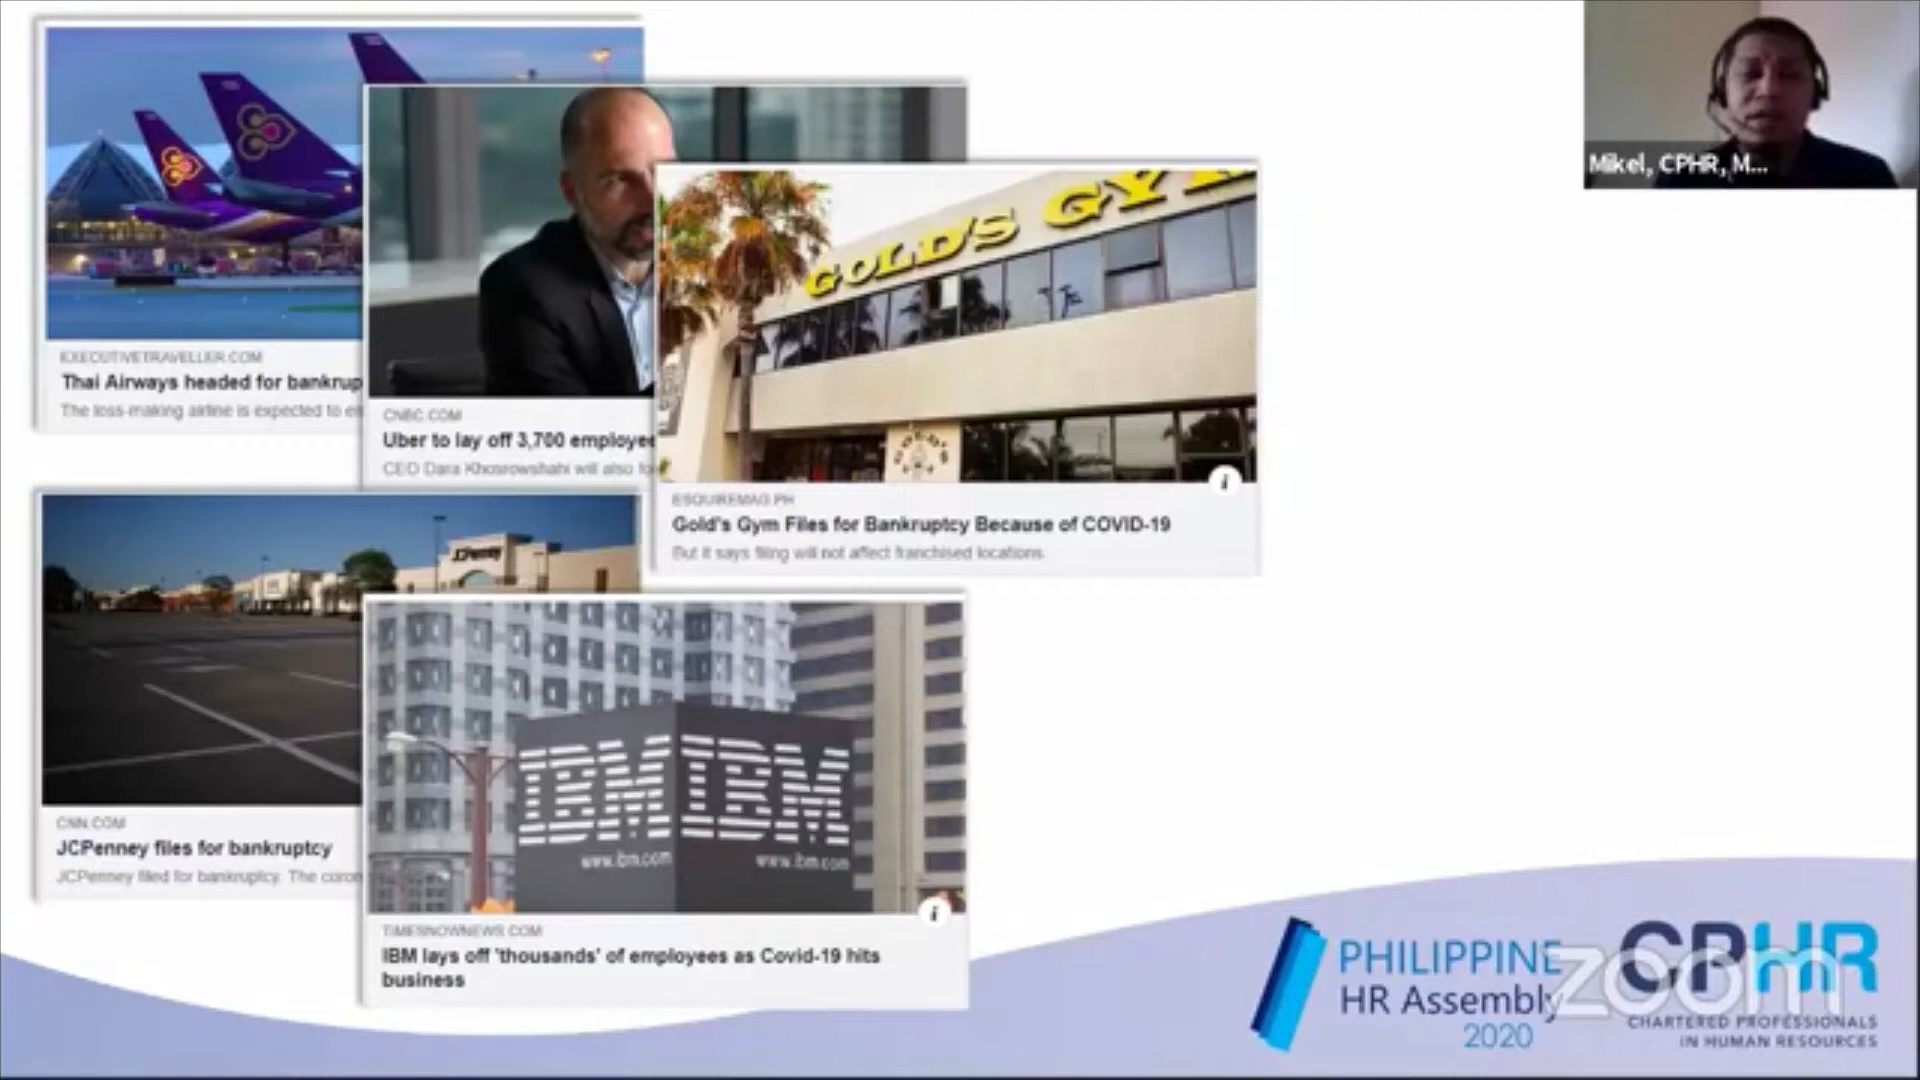 Mikel, CPHR, M...
EXECUTIVETRAVELLER.COM
Thai Airways headed for bankrup
The loss-making airline is expected to en
CNBC.COM
Uber to lay off 3,700 employee
CEO Dara Khosrowshahi will also fo
GOLD'S GYM
GOLD'S
ESQUIREMAG.PH
Gold's Gym Files for Bankruptcy Because of COVID-19
But it says filing will not affect franchised locations.
JCPenney
CNN.COM
JCPenney files for bankruptcy
JCPenney filed for bankruptcy. The coron
IBM IBM
www.ibm.com www.ibm.com
TIMESNOWNEWS.COM
IBM lays off 'thousands' of employees as Covid-19 hits
business
PHILIPPINE
HR Assembly
2020
zoom
CPHR
CHARTERED PROFESSIONALS
IN HUMAN RESOURCES